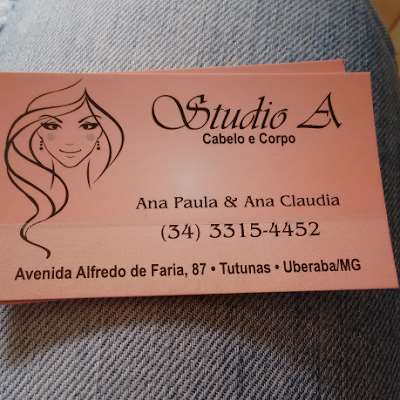 Studio A
Cabelo e Corpo
Ana Paula & Ana Claudia
(34) 3315-4452
Avenida Alfredo de Faria, 87 • Tutunas • Uberaba/MG